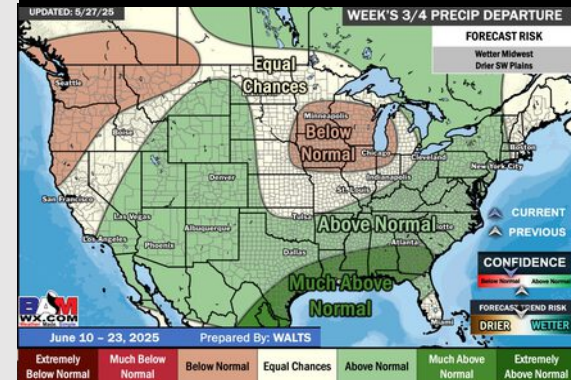 UPDATED: 5/27/25
WEEK'S 3/4 PRECIP DEPARTURE
FORECAST RISK
Wetter Midwest
Drier SW Plains
Equal
Chances
Seattle
Minneapolis
Below
Normal
Boise
Chicago
Cleveland
Boston
New York City
Indianapolis
Denver
St. Louis
San Francisco
Las Vegas
Tulsa
Above Normal
lotte
Los Angeles
Albuquerque
Phoenix
Atlanta
Dallas
CURRENT
PREVIOUS
Much Above
Normal
CONFIDENCE
Below Normal
Above Normal
FORECAST TREND RISK
DRIER
WETTER
Miami
BAM
WX.COM
June 10 – 23, 2025
Prepared By: WALTS
Extremely
Below Normal
Much Below
Normal
Below Normal
Equal Chances
Above Normal
Much Above
Normal
Extremely
Above Normal